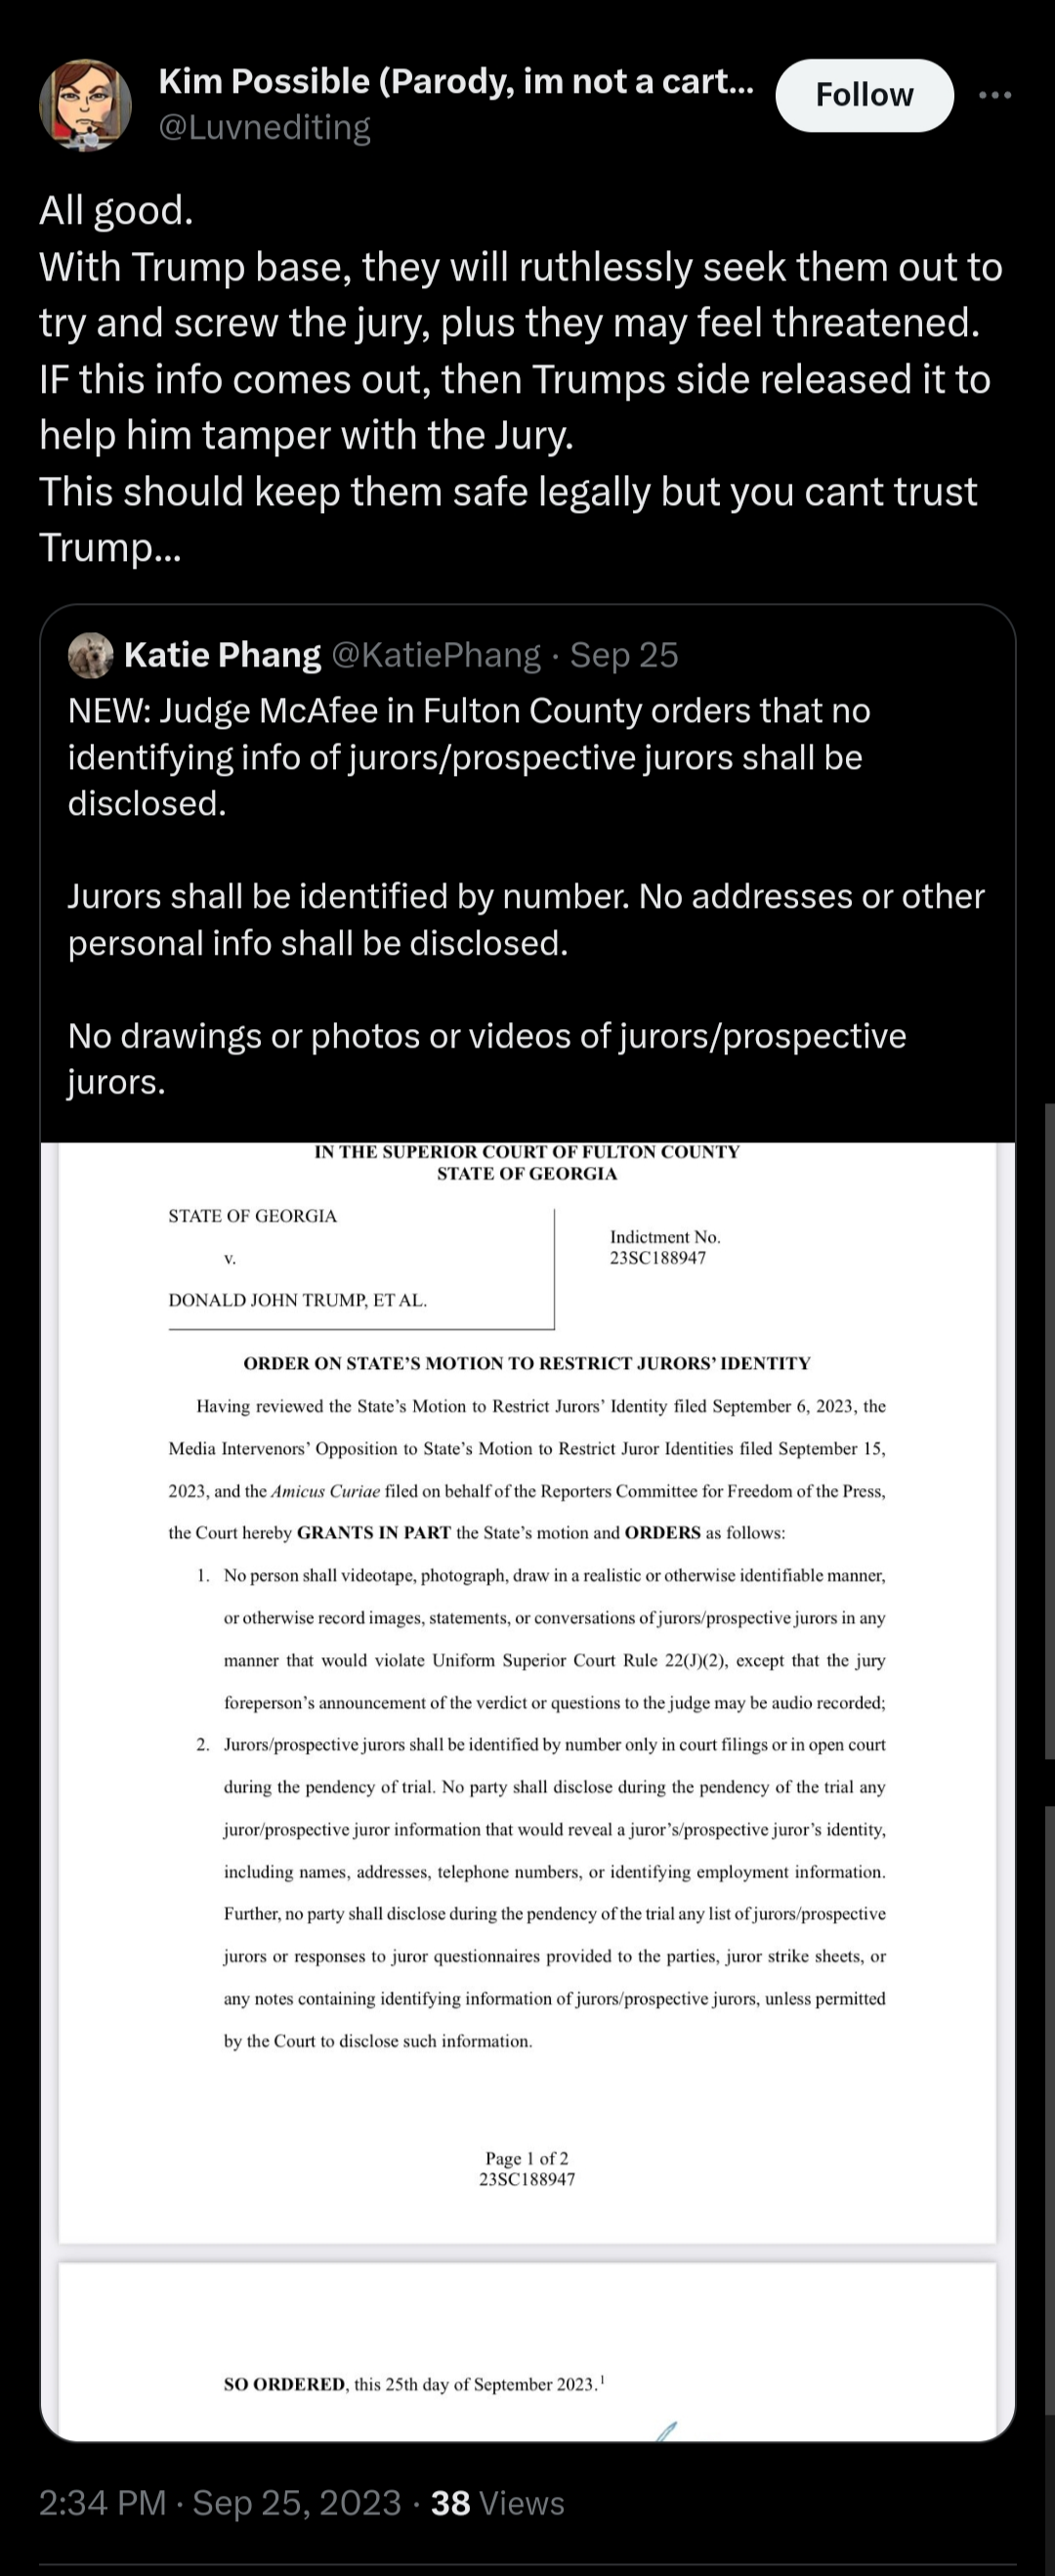 Kim Possible (Parody, im not a cart...
Follow
@Luvnediting
All good.
With Trump base, they will ruthlessly seek them out to
try and screw the jury, plus they may feel threatened.
IF this info comes out, then Trumps side released it to
help him tamper with the Jury.
This should keep them safe legally but you cant trust
Trump...
Katie Phang @KatiePhang · Sep 25
NEW: Judge McAfee in Fulton County orders that no
identifying info of jurors/prospective jurors shall be
disclosed.
Jurors shall be identified by number. No addresses or other
personal info shall be disclosed.
No drawings or photos or videos of jurors/prospective
jurors.
IN THE SUPERIOR COURT OF FULTON COUNTY
STATE OF GEORGIA
STATE OF GEORGIA
v.
DONALD JOHN TRUMP, ET AL.
Indictment No.
23SC188947
ORDER ON STATE'S MOTION TO RESTRICT JURORS' IDENTITY
Having reviewed the State's Motion to Restrict Jurors' Identity filed September 6, 2023, the
Media Intervenors' Opposition to State's Motion to Restrict Juror Identities filed September 15,
2023, and the Amicus Curiae filed on behalf of the Reporters Committee for Freedom of the Press,
the Court hereby GRANTS IN PART the State's motion and ORDERS as follows:
1. No person shall videotape, photograph, draw in a realistic or otherwise identifiable manner,
or otherwise record images, statements, or conversations of jurors/prospective jurors in any
manner that would violate Uniform Superior Court Rule 22(J)(2), except that the jury
foreperson's announcement of the verdict or questions to the judge may be audio recorded;
2. Jurors/prospective jurors shall be identified by number only in court filings or in open court
during the pendency of trial. No party shall disclose during the pendency of the trial any
juror/prospective juror information that would reveal a juror's/prospective juror's identity,
including names, addresses, telephone numbers, or identifying employment information.
Further, no party shall disclose during the pendency of the trial any list of jurors/prospective
jurors or responses to juror questionnaires provided to the parties, juror strike sheets, or
any notes containing identifying information of jurors/prospective jurors, unless permitted
by the Court to disclose such information.
Page 1 of 2
23SC188947
SO ORDERED, this 25th day of September 2023.1
2:34 PM · Sep 25, 2023 · 38 Views